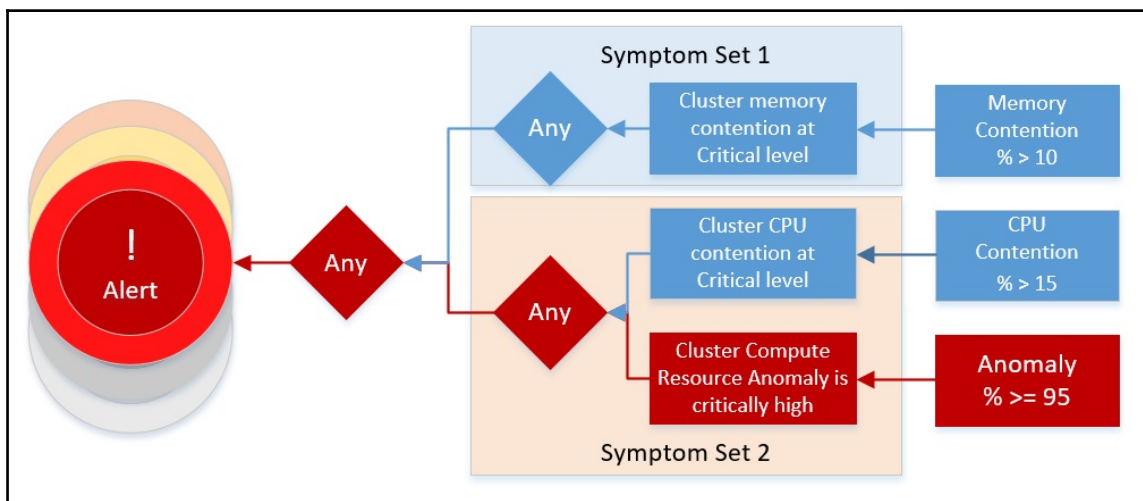 Symptom Set 1
Any
Cluster memory
contention at
Critical level
Memory
Contention
% > 10
!
Alert
Any
Any
Cluster CPU
contention at
Critical level
CPU
Contention
% > 15
Cluster Compute
Resource Anomaly is
critically high
Anomaly
% >= 95
Symptom Set 2